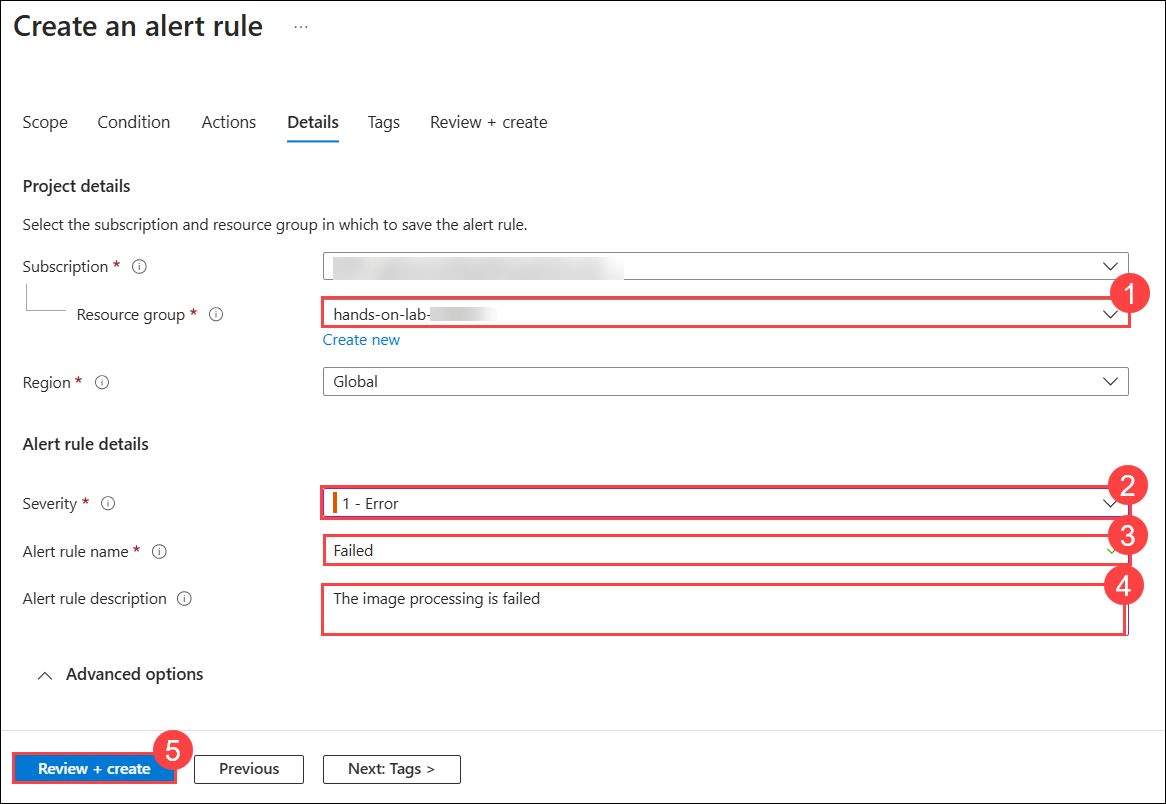 Create an alert rule ...
Scope Condition Actions Details Tags Review + create
Project details
Select the subscription and resource group in which to save the alert rule.
Subscription *
1
Resource group * hands-on-lab-
Create new
Region * Global
Alert rule details
2
Severity * 1 - Error
3
Alert rule name * Failed
4
Alert rule description The image processing is failed
Advanced options
5
Review + create Previous Next: Tags >